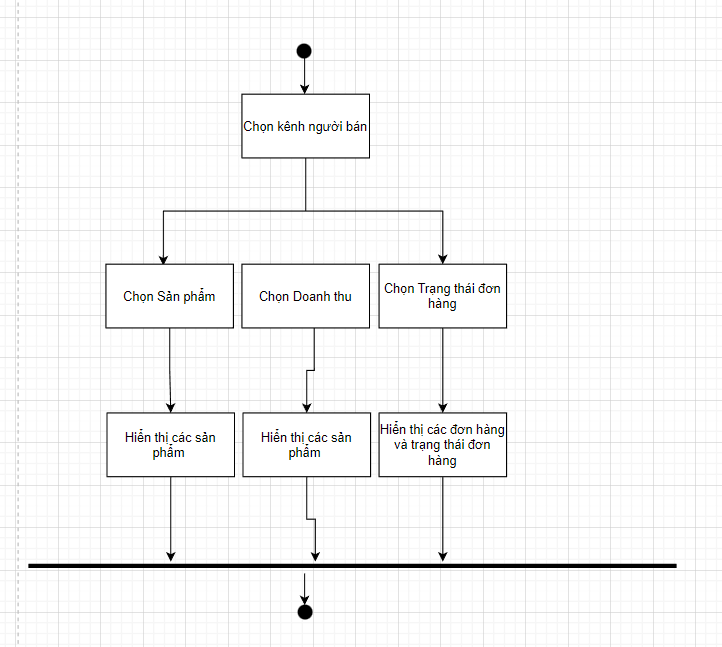 Chọn kênh người bán
Chọn Sản phẩm
Chọn Doanh thu
Chọn Trạng thái đơn
hàng
Hiển thị các sản
phẩm
Hiển thị các sản
phẩm
Hiển thị các đơn hàng
và trạng thái đơn
hàng